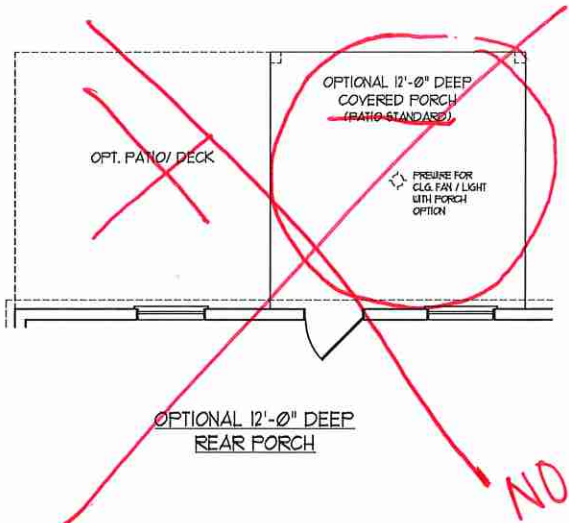 OPTIONAL 12'-0" DEEP
COVERED PORCH
(PATIO STANDARD)
OPT. PATIO/ DECK
PREWIRE FOR
CLG. FAN / LIGHT
WITH PORCH
OPTION
OPTIONAL 12'-0" DEEP
REAR PORCH
NO